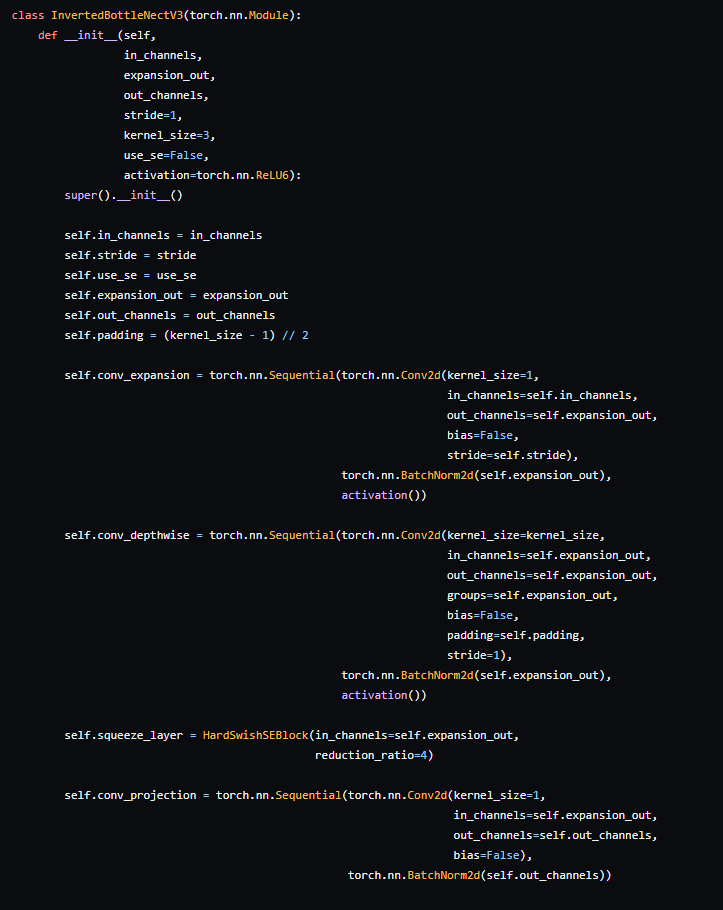 class InvertedBottleNectV3(torch.nn.Module):
    def __init__(self,
                 in_channels,
                 expansion_out,
                 out_channels,
                 stride=1,
                 kernel_size=3,
                 use_se=False,
                 activation=torch.nn.ReLU6):
        super().__init__()

        self.in_channels = in_channels
        self.stride = stride
        self.use_se = use_se
        self.expansion_out = expansion_out
        self.out_channels = out_channels
        self.padding = (kernel_size - 1) // 2

        self.conv_expansion = torch.nn.Sequential(torch.nn.Conv2d(kernel_size=1,
                                                                  in_channels=self.in_channels,
                                                                  out_channels=self.expansion_out,
                                                                  bias=False,
                                                                  stride=self.stride),
                                                  torch.nn.BatchNorm2d(self.expansion_out),
                                                  activation())

        self.conv_depthwise = torch.nn.Sequential(torch.nn.Conv2d(kernel_size=kernel_size,
                                                                  in_channels=self.expansion_out,
                                                                  out_channels=self.expansion_out,
                                                                  groups=self.expansion_out,
                                                                  bias=False,
                                                                  padding=self.padding,
                                                                  stride=1),
                                                  torch.nn.BatchNorm2d(self.expansion_out),
                                                  activation())

        self.squeeze_layer = HardSwishSEBlock(in_channels=self.expansion_out,
                                              reduction_ratio=4)

        self.conv_projection = torch.nn.Sequential(torch.nn.Conv2d(kernel_size=1,
                                                                   in_channels=self.expansion_out,
                                                                   out_channels=self.out_channels,
                                                                   bias=False),
                                                   torch.nn.BatchNorm2d(self.out_channels))